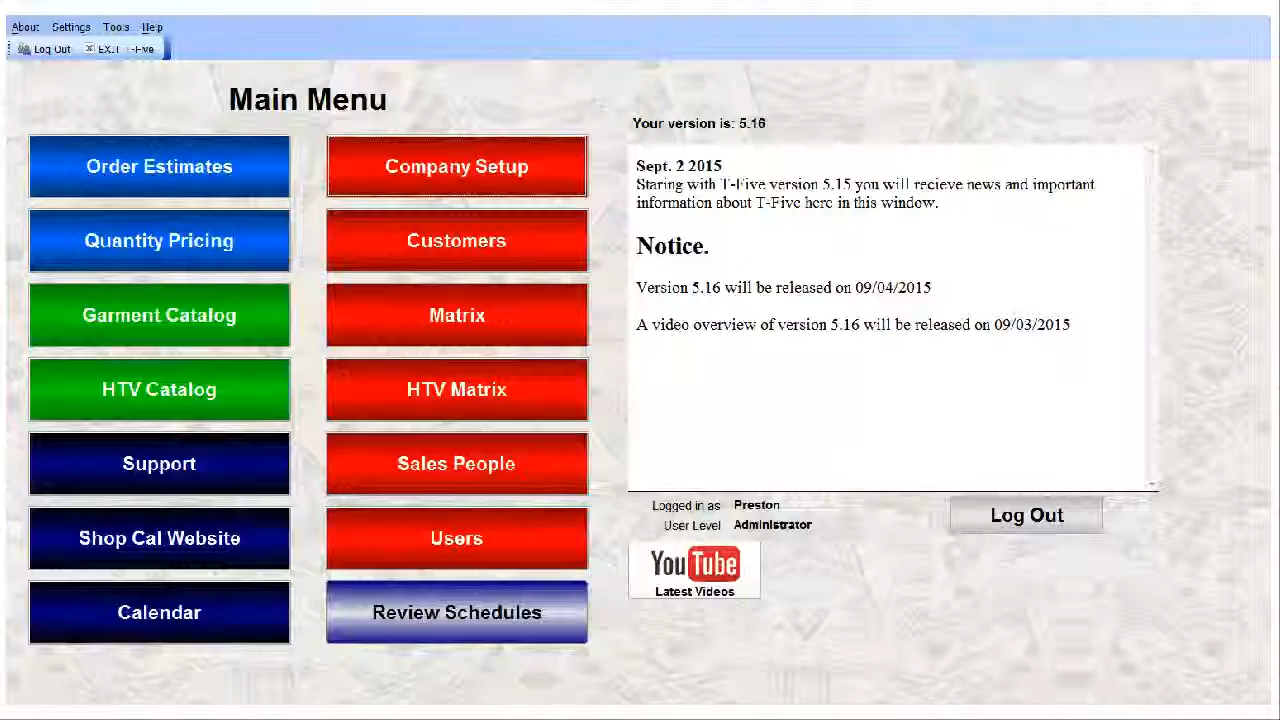 About Settings Tools Help
Log Out EXIT T-Five
Main Menu
Your version is: 5.16
Order Estimates
Company Setup
Quantity Pricing
Customers
Garment Catalog
Matrix
HTV Catalog
HTV Matrix
Support
Sales People
Shop Cal Website
Users
Calendar
Review Schedules
Sept. 2 2015
Staring with T-Five version 5.15 you will recieve news and important
information about T-Five here in this window.
Notice.
Version 5.16 will be released on 09/04/2015
A video overview of version 5.16 will be released on 09/03/2015
Logged in as Preston
User Level Administrator
Log Out
YouTube
Latest Videos